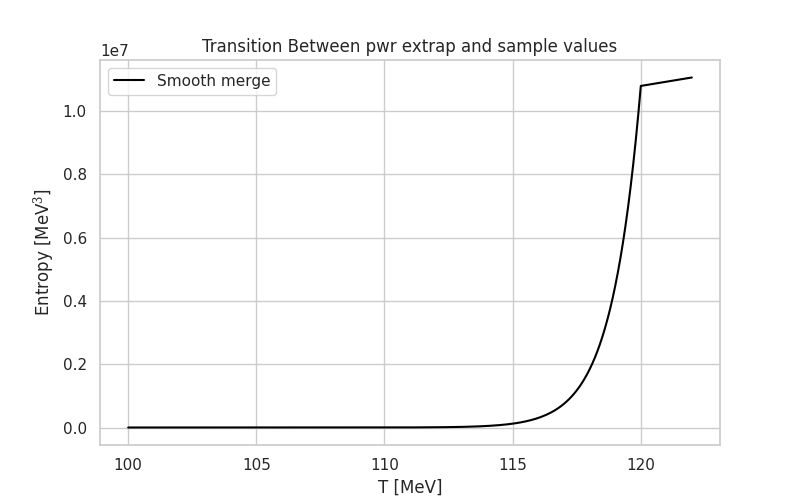 Transition Between pwr extrap and sample values
1e7
Smooth merge
1.0
0.8
0.6
0.4
0.2
0.0
Entropy [MeV³]
100 105 110 115 120
T [MeV]